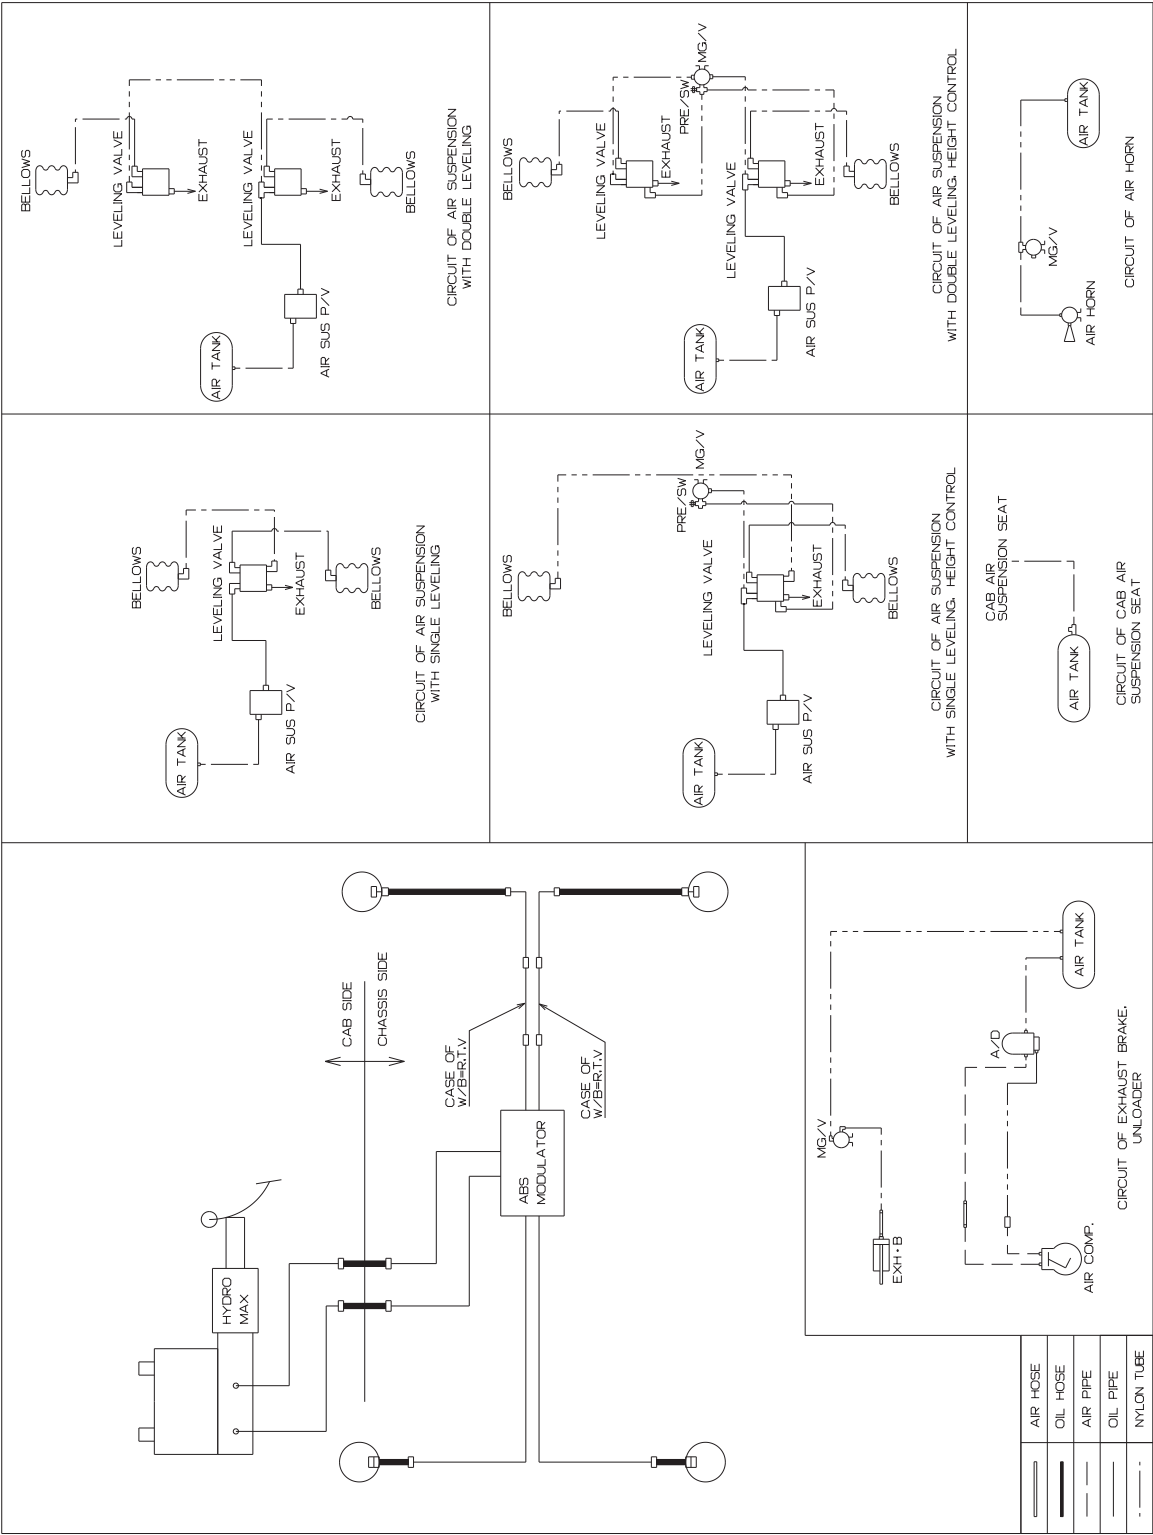 HYDRO
MAX
CAB SIDE
CHASSIS SIDE
CASE OF
W/B=R.T.V
CASE OF
W/B=R.T.V
ABS
MODULATOR
AIR HOSE
OIL HOSE
AIR PIPE
OIL PIPE
NYLON TUBE
MG/V
EXH·B
A/D
AIR TANK
AIR COMP.
CIRCUIT OF EXHAUST BRAKE.
UNLOADER
BELLOWS
LEVELING VALVE
EXHAUST
BELLOWS
AIR TANK
AIR SUS P/V
CIRCUIT OF AIR SUSPENSION
WITH SINGLE LEVELING
BELLOWS
LEVELING VALVE
EXHAUST
LEVELING VALVE
EXHAUST
BELLOWS
AIR TANK
AIR SUS P/V
CIRCUIT OF AIR SUSPENSION
WITH DOUBLE LEVELING
BELLOWS
PRE/SW
MG/V
LEVELING VALVE
EXHAUST
BELLOWS
AIR TANK
AIR SUS P/V
CIRCUIT OF AIR SUSPENSION
WITH SINGLE LEVELING. HEIGHT CONTROL
BELLOWS
LEVELING VALVE
EXHAUST
PRE/SW
MG/V
LEVELING VALVE
EXHAUST
BELLOWS
AIR TANK
AIR SUS P/V
CIRCUIT OF AIR SUSPENSION
WITH DOUBLE LEVELING. HEIGHT CONTROL
CAB AIR
SUSPENSION SEAT
AIR TANK
CIRCUIT OF CAB AIR
SUSPENSION SEAT
AIR TANK
MG/V
AIR HORN
CIRCUIT OF AIR HORN